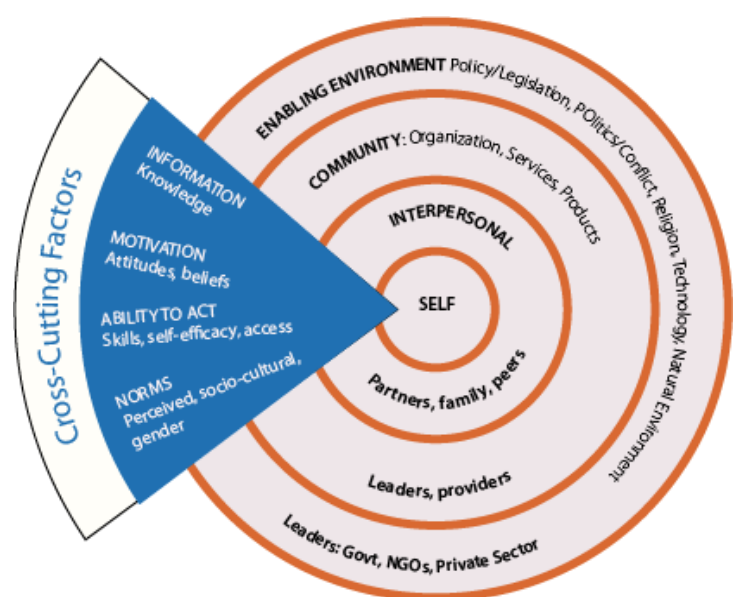 Cross-Cutting Factors
INFORMATION
Knowledge
MOTIVATION
Attitudes, beliefs
ABILITY TO ACT
Skills, self-efficacy, access
NORMS
Perceived, socio-cultural,
gender
ENABLING ENVIRONMENT Policy/Legislation, POlitics/Conflict, Religion, Technology, Natural Environment
COMMUNITY: Organization, Services, Products
INTERPERSONAL
SELF
Partners, family, peers
Leaders, providers
Leaders: Govt, NGOs, Private Sector